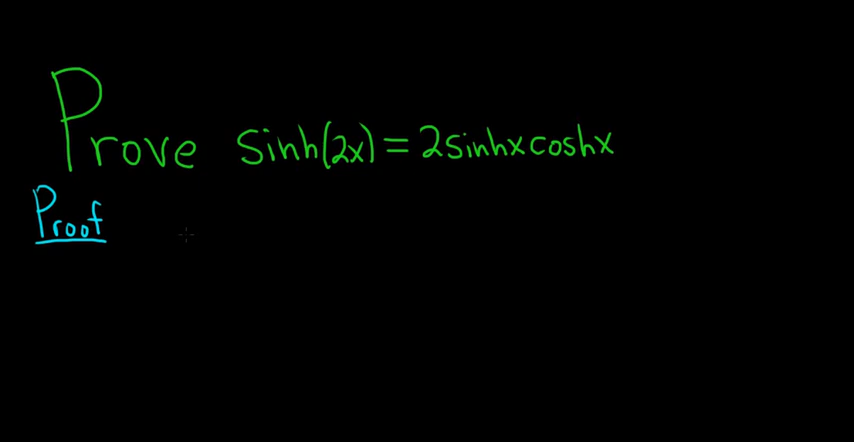 Prove sinh(2x) = 2sinhxcoshx
Proof